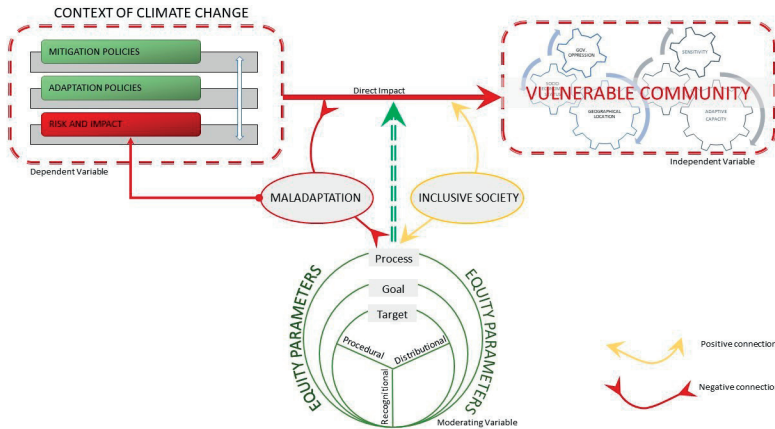 CONTEXT OF CLIMATE CHANGE
MITIGATION POLICIES
ADAPTATION POLICIES
RISK AND IMPACT
Dependent Variable
Direct Impact
GOV.
OPPRESSION
SENSITIVITY
SOCIO
VULNERABLE COMMUNITY
GEOGRAPHICAL
LOCATION
ADAPTIVE
CAPACITY
Independent Variable
MALADAPTATION
INCLUSIVE SOCIETY
Process
Goal
Target
EQUITY PARAMETERS
EQUITY PARAMETERS
Procedural
Distributional
Recognitional
Moderating Variable
Positive connection
Negative connectio